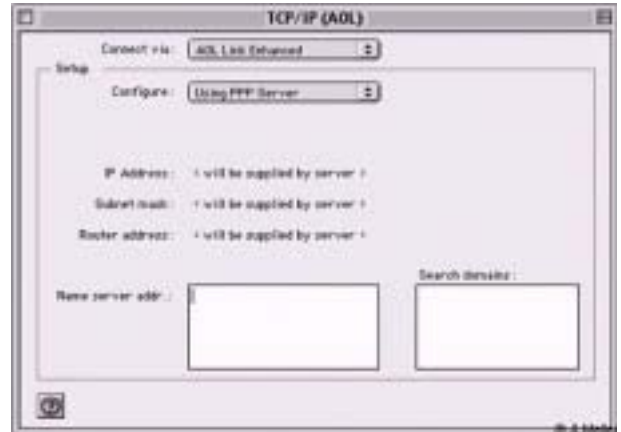 TCP/IP (AOL)
Connect via: AOL Link Enhanced
Setup
Configure: Using PPP Server
IP Address: < will be supplied by server >
Subnet mask: < will be supplied by server >
Router address: < will be supplied by server >
Search domains:
Name server addr.: